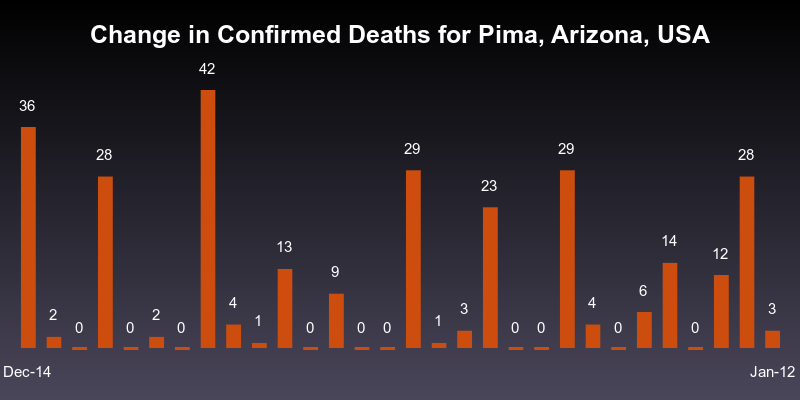 Change in Confirmed Deaths for Pima, Arizona, USA
36 2 0 28 0 2 0 42 4 1 13 0 9 0 0 29 1 3 23 0 0 29 4 0 6 14 0 12 28 3
Dec-14 Jan-12